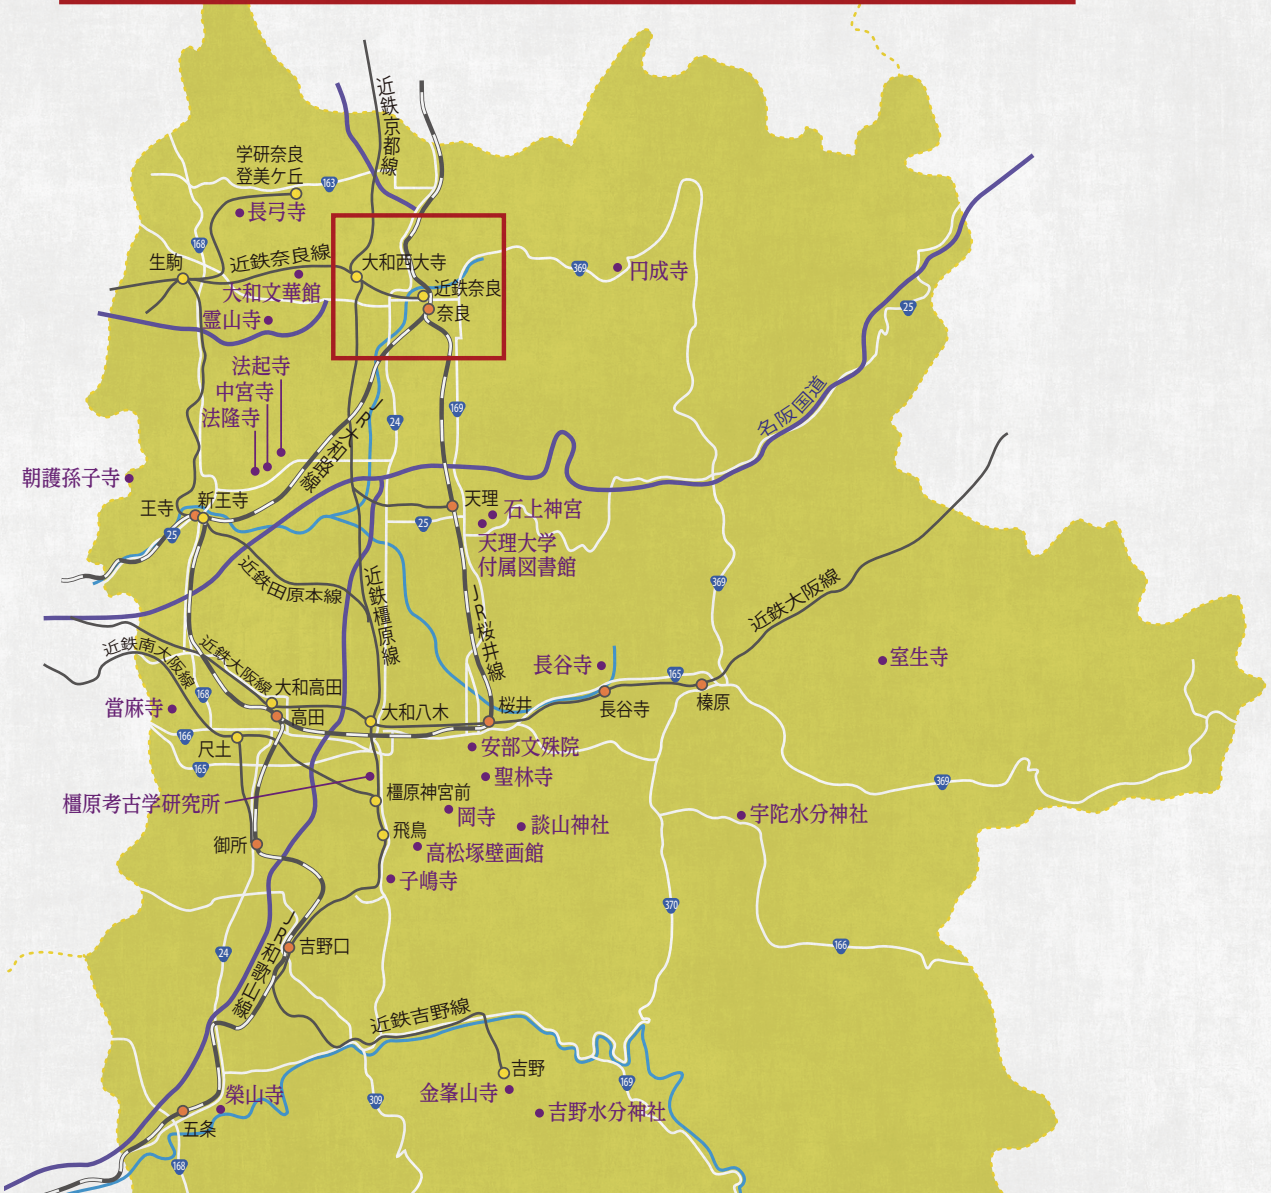 近鉄京都線
学研奈良
登美ケ丘
163
長弓寺
168
生駒
近鉄奈良線
大和西大寺
369
円成寺
大和文華館
近鉄奈良
奈良
25
霊山寺
法起寺
中宮寺
法隆寺
JR大和路線
24
169
名阪国道
朝護孫子寺
王寺
新王寺
天理
石上神宮
25
25
天理大学
付属図書館
近鉄田原本線
近鉄橿原線
JR桜井線
369
近鉄大阪線
近鉄南大阪線
近鉄大阪線
長谷寺
165
室生寺
168
大和高田
當麻寺
高田
大和八木
桜井
長谷寺
榛原
166
尺土
安部文殊院
165
聖林寺
369
橿原考古学研究所
橿原神宮前
岡寺
宇陀水分神社
飛鳥
談山神社
御所
高松塚壁画館
子嶋寺
370
JR和歌山線
吉野口
24
166
近鉄吉野線
吉野
169
榮山寺
金峯山寺
309
吉野水分神社
五条
168